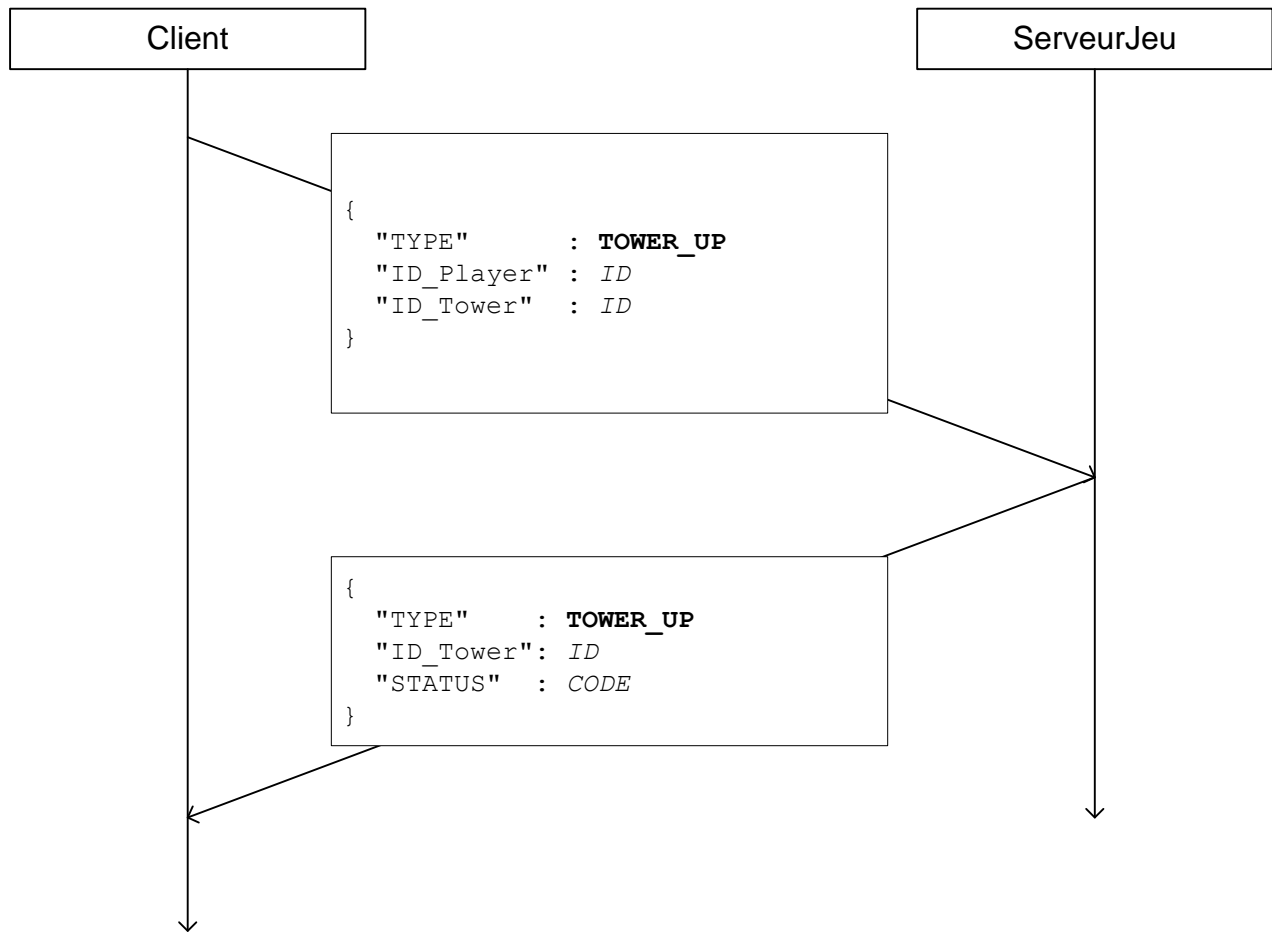 Client
ServeurJeu
{
"TYPE" : TOWER_UP
"ID_Player" : ID
"ID_Tower" : ID
}
{
"TYPE" : TOWER_UP
"ID_Tower": ID
"STATUS" : CODE
}